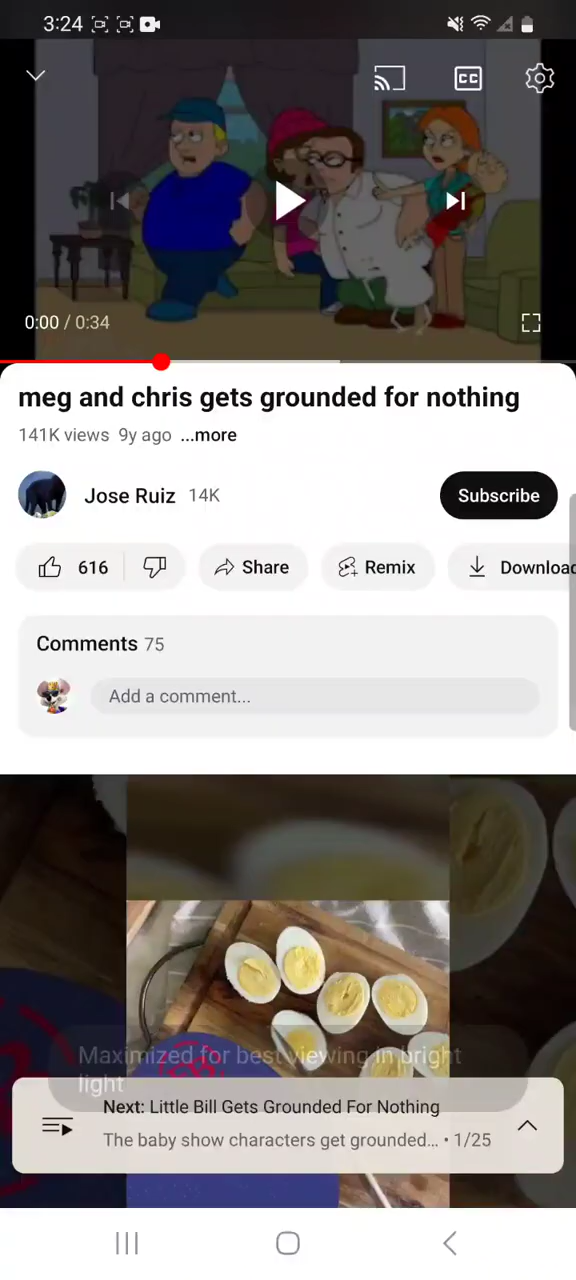 3:24
CC
0:00 / 0:34
meg and chris gets grounded for nothing
141K views 9y ago ...more
Jose Ruiz 14K Subscribe
616 Share Remix Download
Comments 75
Add a comment...
Maximized for best viewing in bright
light
Next: Little Bill Gets Grounded For Nothing
The baby show characters get grounded... • 1/25